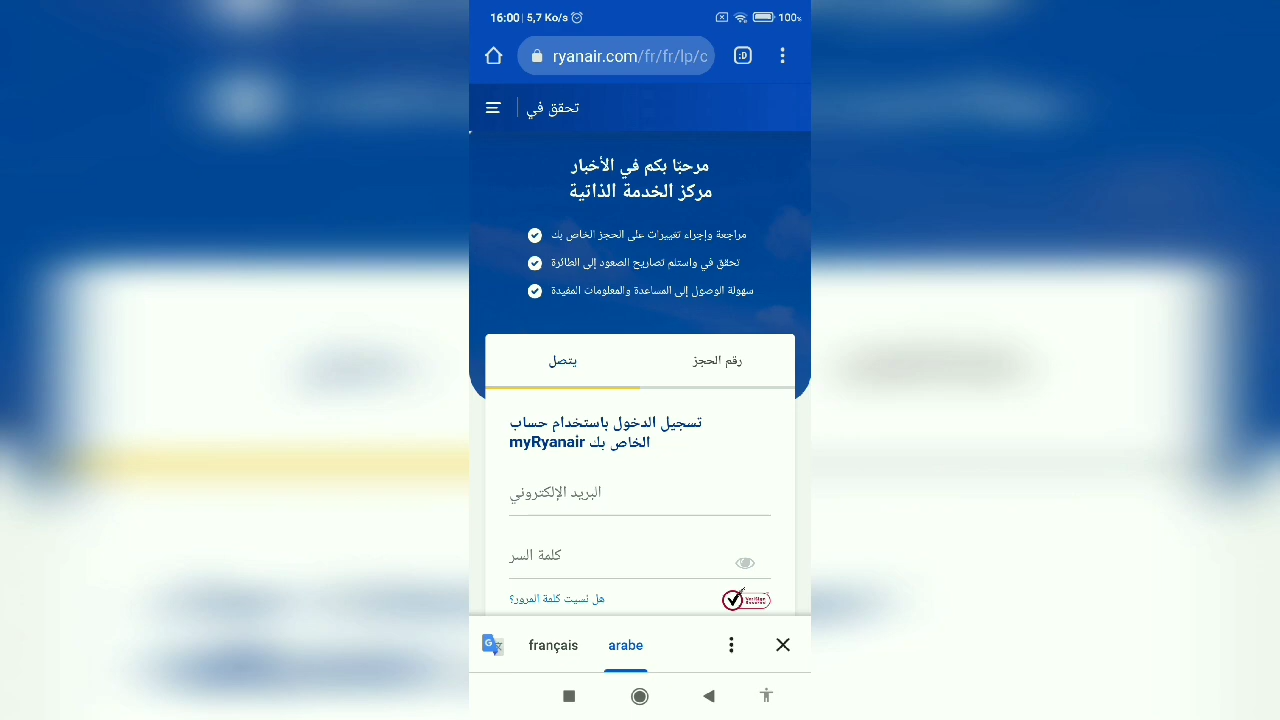 16:00 | 5,7 Ko/s
100%
ryanair.com/fr/fr/lp/c
:D
تحقق في
مرحبًا بكم في الأخبار
مركز الخدمة الذاتية
مراجعة وإجراء تغييرات على الحجز الخاص بك
تحقق في واستلم تصاريح الصعود إلى الطائرة
سهولة الوصول إلى المساعدة والمعلومات المفيدة
يتصل
رقم الحجز
تسجيل الدخول باستخدام حساب
myRyanair الخاص بك
البريد الإلكتروني
كلمة السر
هل نسيت كلمة المرور؟
VeriSign
Secured
français
arabe